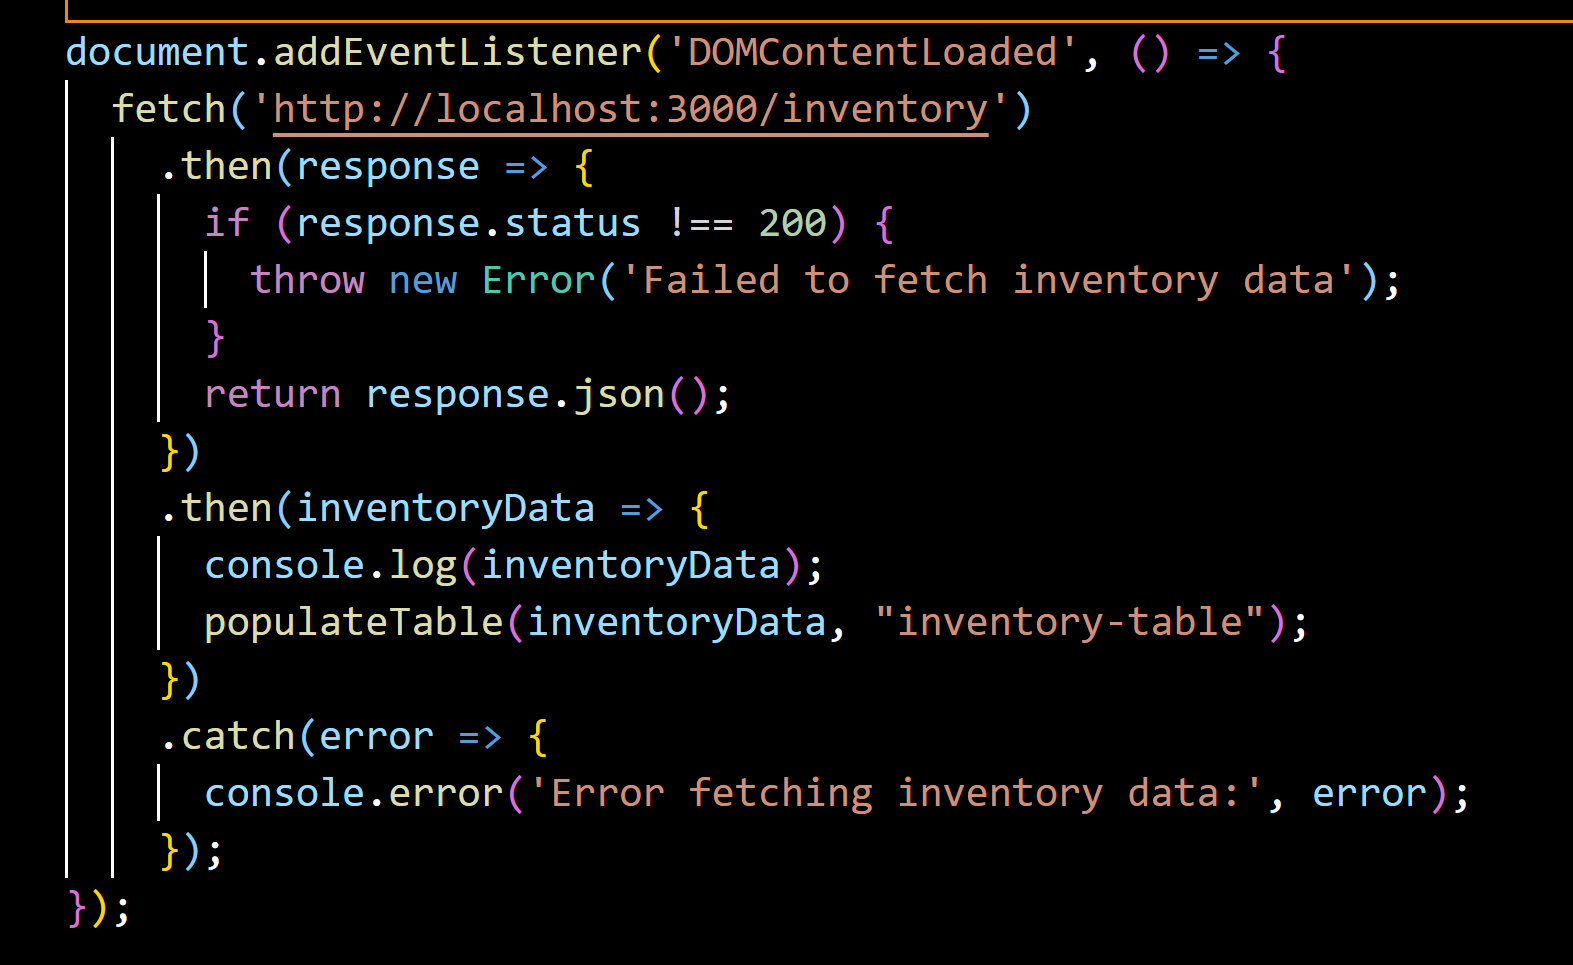 document.addEventListener('DOMContentLoaded', () => {
  fetch('http://localhost:3000/inventory')
    .then(response => {
      if (response.status !== 200) {
        throw new Error('Failed to fetch inventory data');
      }
      return response.json();
    })
    .then(inventoryData => {
      console.log(inventoryData);
      populateTable(inventoryData, "inventory-table");
    })
    .catch(error => {
      console.error('Error fetching inventory data:', error);
    });
});